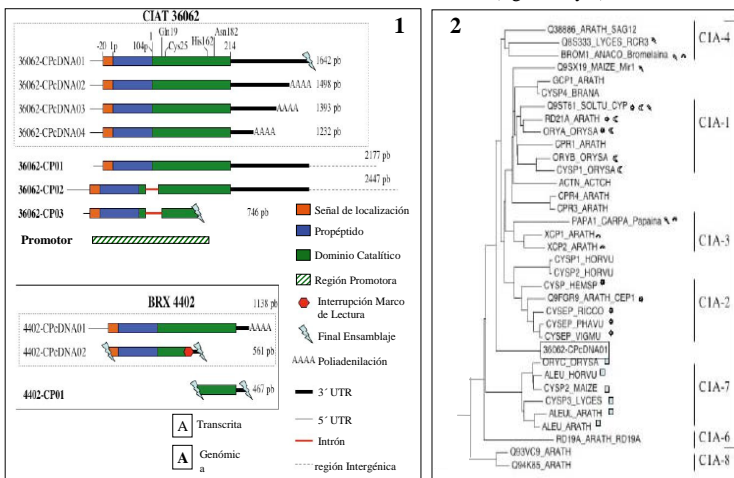 CIAT 36062
1
Gln19
Asn182
-20 1p
104p
Cys25
His162
214
36062-CPcDNA01
1642 pb
36062-CPcDNA02
AAAA 1498 pb
36062-CPcDNA03
AAAA 1393 pb
36062-CPcDNA04
AAAA 1232 pb
2177 pb
36062-CP01
2447 pb
36062-CP02
36062-CP03
746 pb
Promotor
Señal de localización
Propéptido
Dominio Catalítico
Región Promotora
Interrupción Marco
de Lectura
Final Ensamblaje
AAAA Poliadenilación
3´ UTR
5´ UTR
Intrón
región Intergénica
BRX 4402
1138 pb
4402-CPcDNA01
AAAA
4402-CPcDNA02
561 pb
4402-CP01
467 pb
A Transcrita
A Genómic
a
2
Q38886_ARATH_SAG12
Q8S333_LYCES_RCR3
BROM1_ANACO_Bromelaina
Q9SX19_MAIZE_Mir1
GCP1_ARATH
CYSP4_BRANA
Q9ST61_SOLTU_CYP
RD21A_ARATH
ORYA_ORYSA
CPR1_ARATH
ORYB_ORYSA
CYSP1_ORYSA
ACTN_ACTCH
CPR4_ARATH
CPR3_ARATH
PAPA1_CARPA_Papaina
XCP1_ARATH
XCP2_ARATH
CYSP1_HORVU
CYSP2_HORVU
CYSP_HEMSP
Q9FGR9_ARATH_CEP1
CYSEP_RICCO
CYSEP_PHAVU
CYSEP_VIGMU
36062-CPcDNA01
ORYC_ORYSA
ALEU_HORVU
CYSP2_MAIZE
CYSP3_LYCES
ALEUL_ARATH
ALEU_ARATH
RD19A_ARATH_RD19A
Q93VC9_ARATH
Q94K85_ARATH
C1A-4
C1A-1
C1A-3
C1A-2
C1A-7
C1A-6
C1A-8